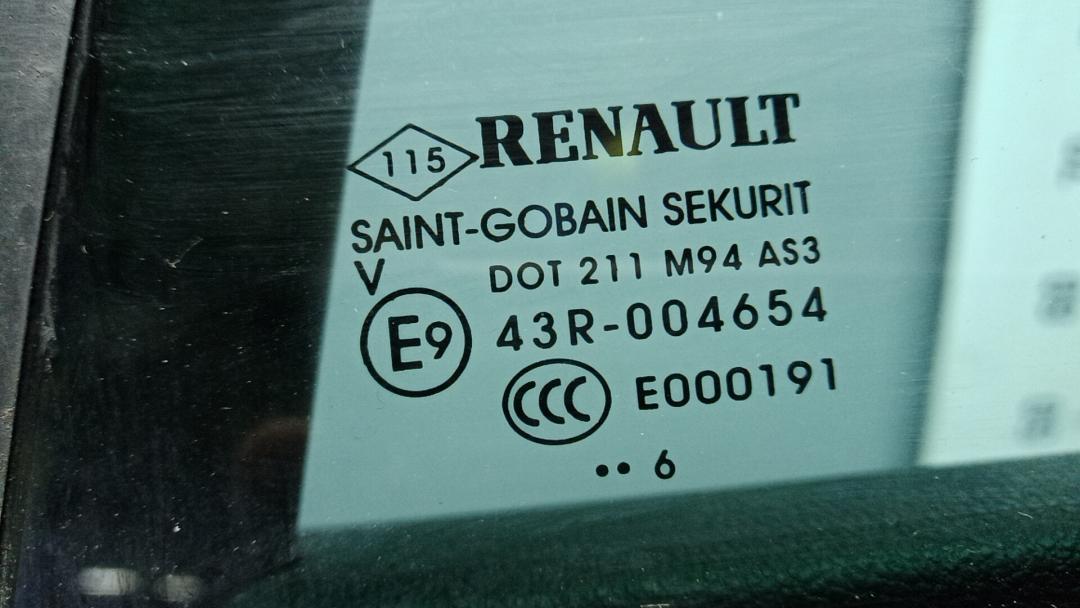 115 RENAULT
SAINT-GOBAIN SEKURIT
V DOT 211 M94 AS3
E9 43R-004654
CCC E000191
•• 6